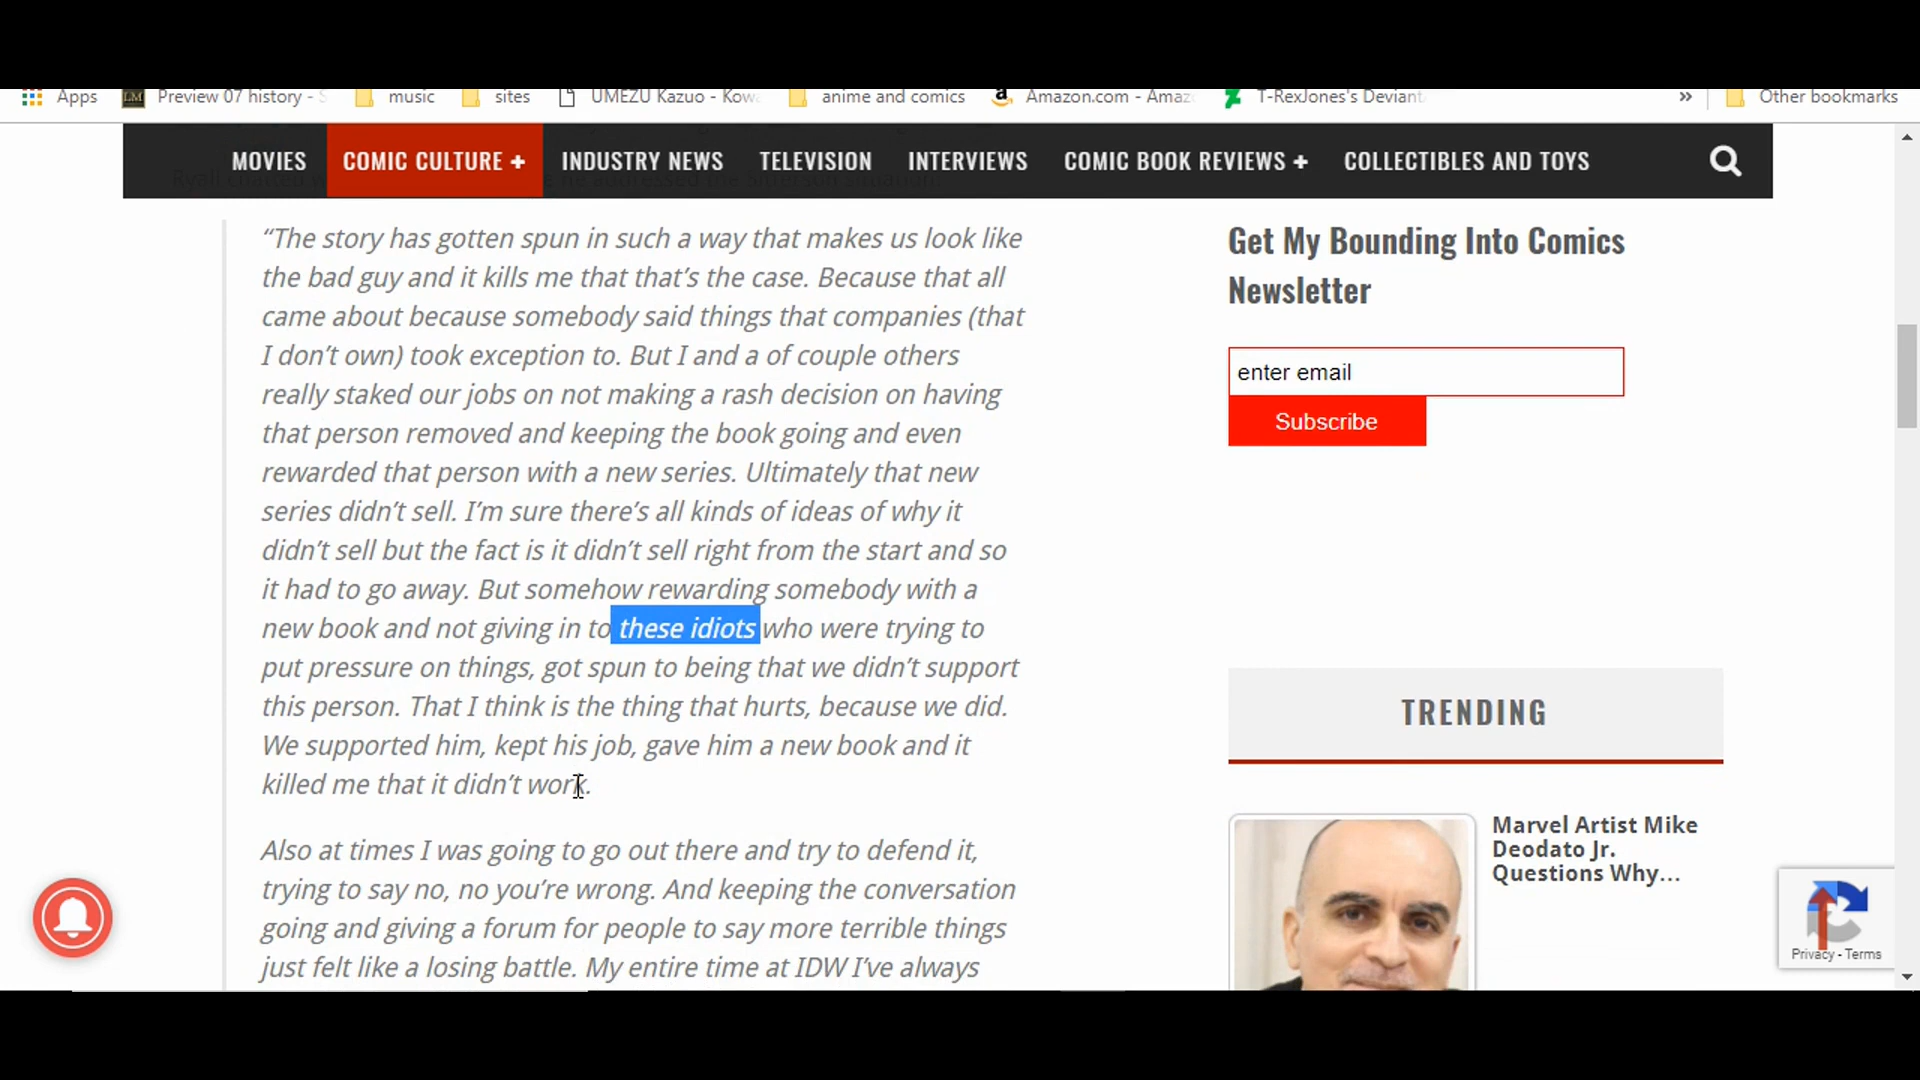 Apps Preview 07 history - S music sites UMEZU Kazuo - Kowa anime and comics Amazon.com - Amaz T-RexJones's Deviant » Other bookmarks
MOVIES COMIC CULTURE + INDUSTRY NEWS TELEVISION INTERVIEWS COMIC BOOK REVIEWS + COLLECTIBLES AND TOYS
“The story has gotten spun in such a way that makes us look like
the bad guy and it kills me that that’s the case. Because that all
came about because somebody said things that companies (that
I don’t own) took exception to. But I and a of couple others
really staked our jobs on not making a rash decision on having
that person removed and keeping the book going and even
rewarded that person with a new series. Ultimately that new
series didn’t sell. I’m sure there’s all kinds of ideas of why it
didn’t sell but the fact is it didn’t sell right from the start and so
it had to go away. But somehow rewarding somebody with a
new book and not giving in to these idiots who were trying to
put pressure on things, got spun to being that we didn’t support
this person. That I think is the thing that hurts, because we did.
We supported him, kept his job, gave him a new book and it
killed me that it didn’t work.
Also at times I was going to go out there and try to defend it,
trying to say no, no you’re wrong. And keeping the conversation
going and giving a forum for people to say more terrible things
just felt like a losing battle. My entire time at IDW I’ve always
Get My Bounding Into Comics
Newsletter
enter email
Subscribe
TRENDING
Marvel Artist Mike
Deodato Jr.
Questions Why...
Privacy - Terms